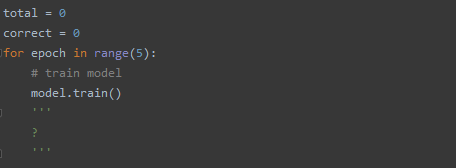 total = 0
correct = 0
for epoch in range(5):
    # train model
    model.train()
    '''
    ?
    '''